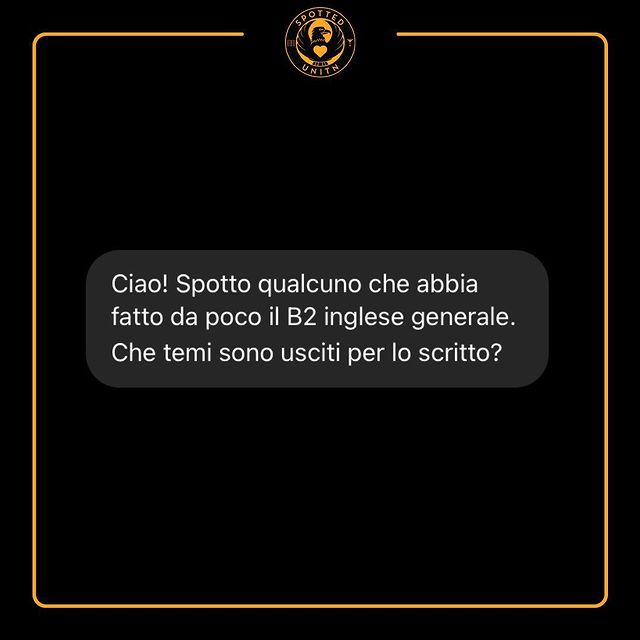 SPOTTED
UNITN
Ciao! Spotto qualcuno che abbia
fatto da poco il B2 inglese generale.
Che temi sono usciti per lo scritto?